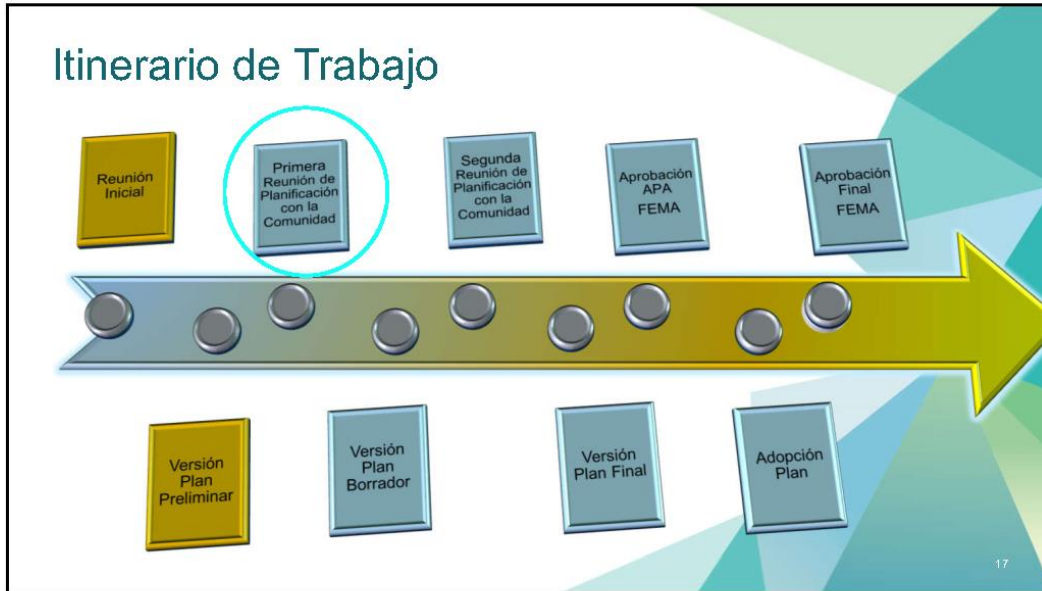 Itinerario de Trabajo
Reunión
Inicial
Primera
Reunión de
Planificación
con la
Comunidad
Segunda
Reunión de
Planificación
con la
Comunidad
Aprobación
APA
FEMA
Aprobación
Final
FEMA
Versión
Plan
Preliminar
Versión
Plan
Borrador
Versión
Plan Final
Adopción
Plan
17